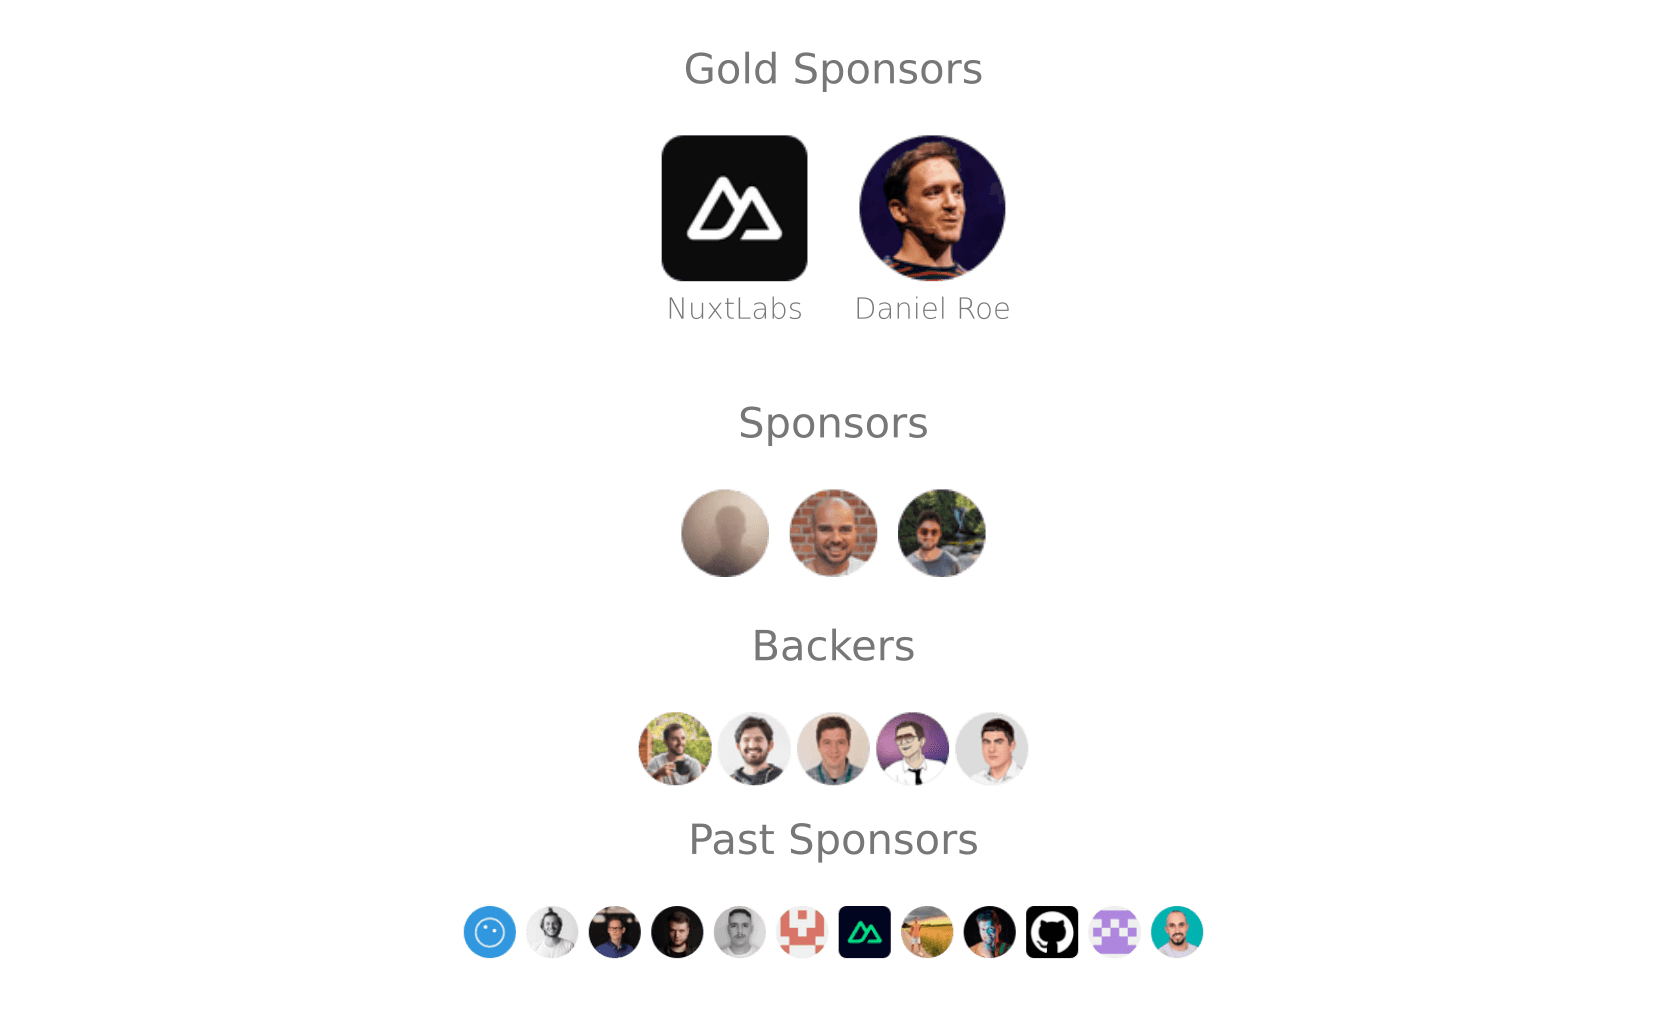 Gold Sponsors
NuxtLabs
Daniel Roe
Sponsors
Backers
Past Sponsors